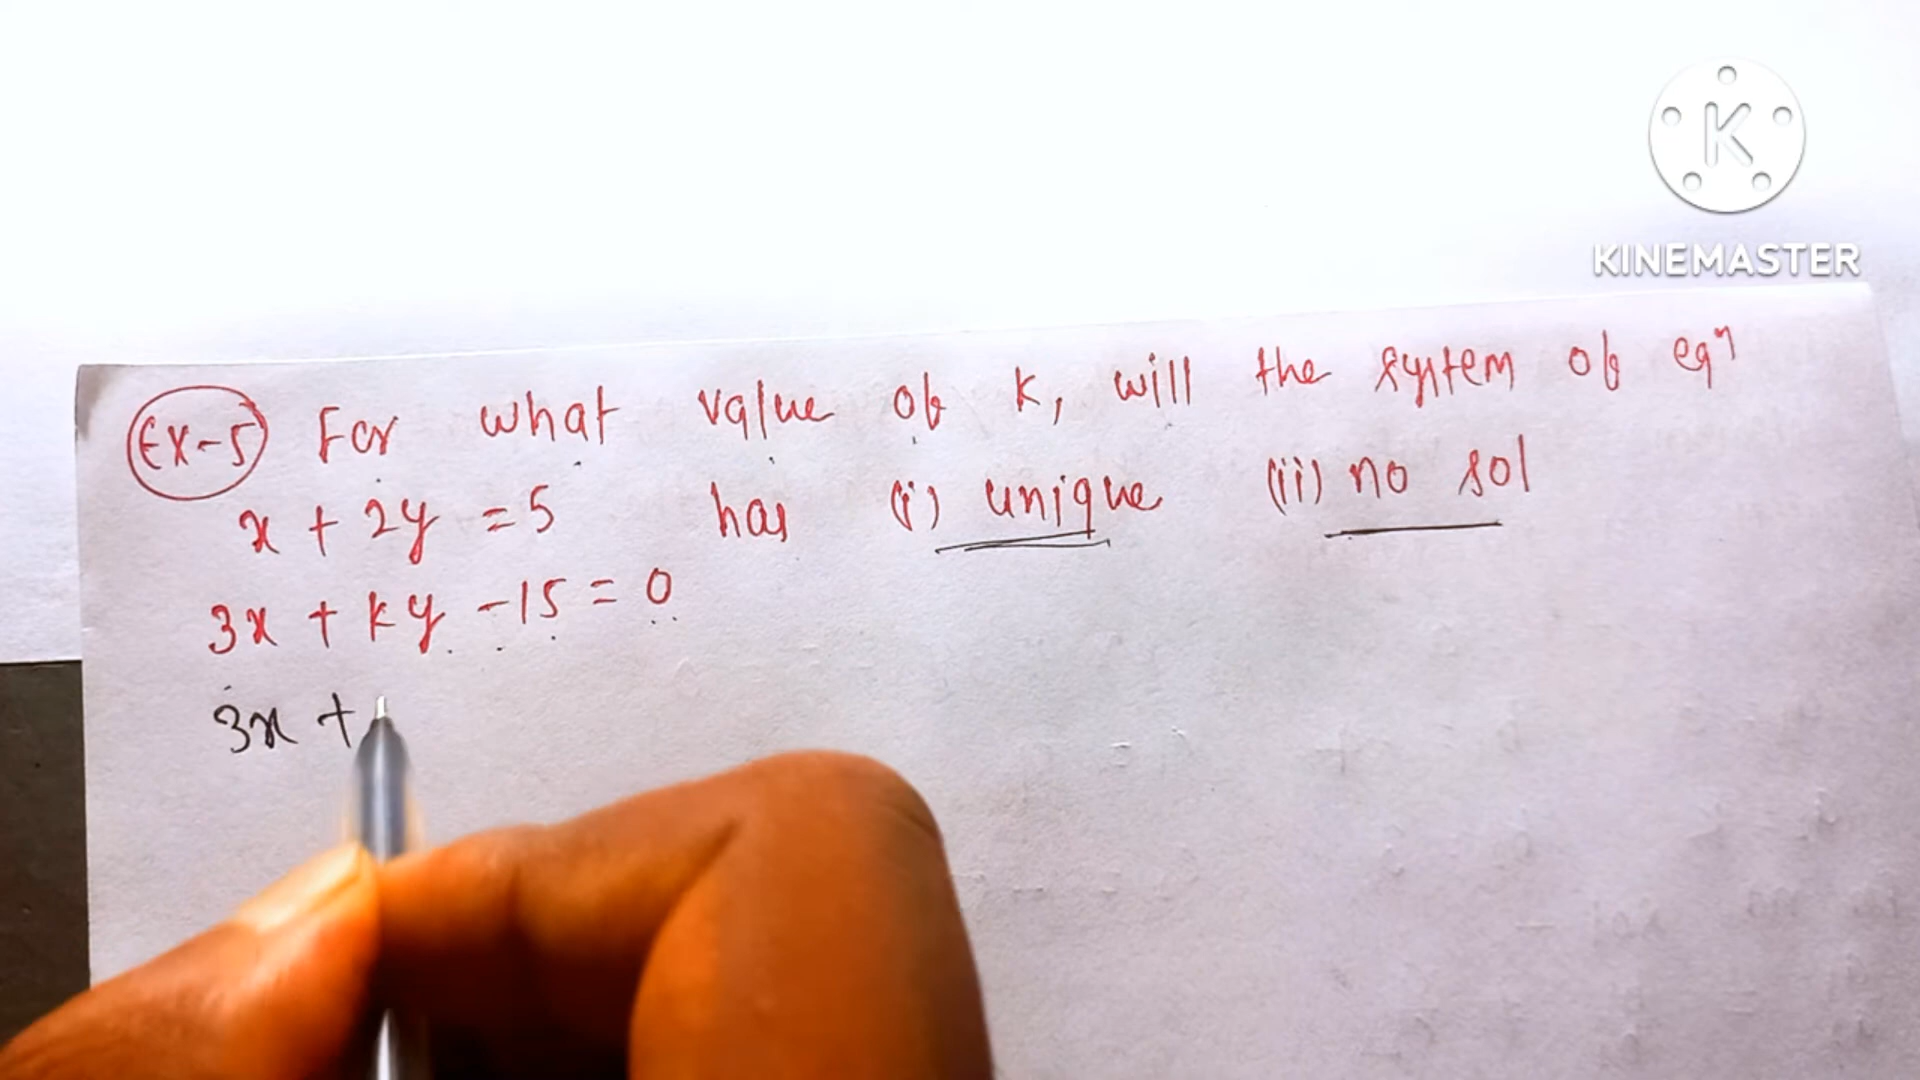 K
KINEMASTER
Ex-5 For what value of k, will the system of eqn
x + 2y = 5 has (i) unique (ii) no sol
3x + ky - 15 = 0
3x +